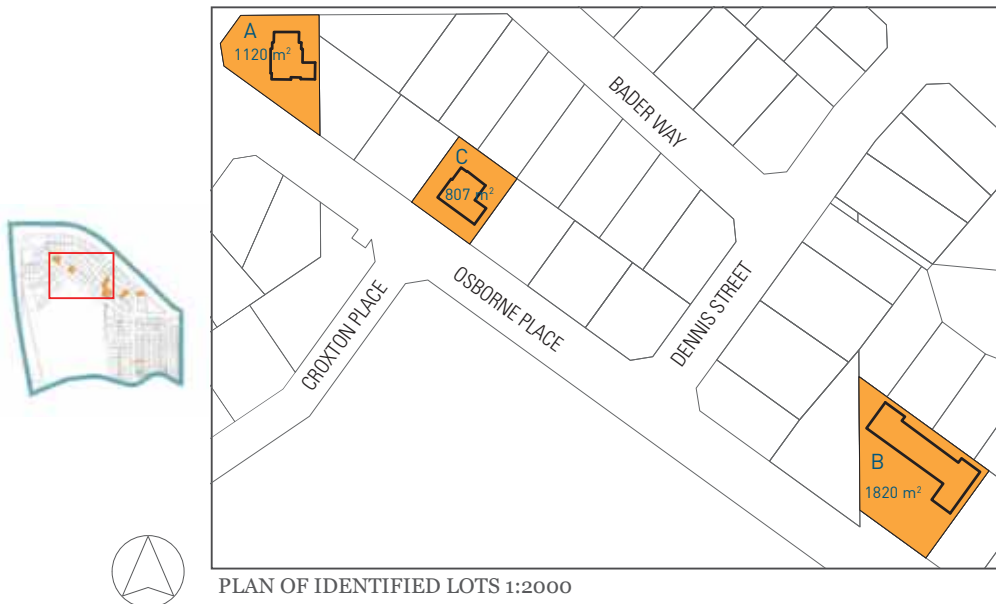 A
1120 m²
BADER WAY
C
807 m²
OSBORNE PLACE
CROXTON PLACE
DENNIS STREET
B
1820 m²
PLAN OF IDENTIFIED LOTS 1:2000